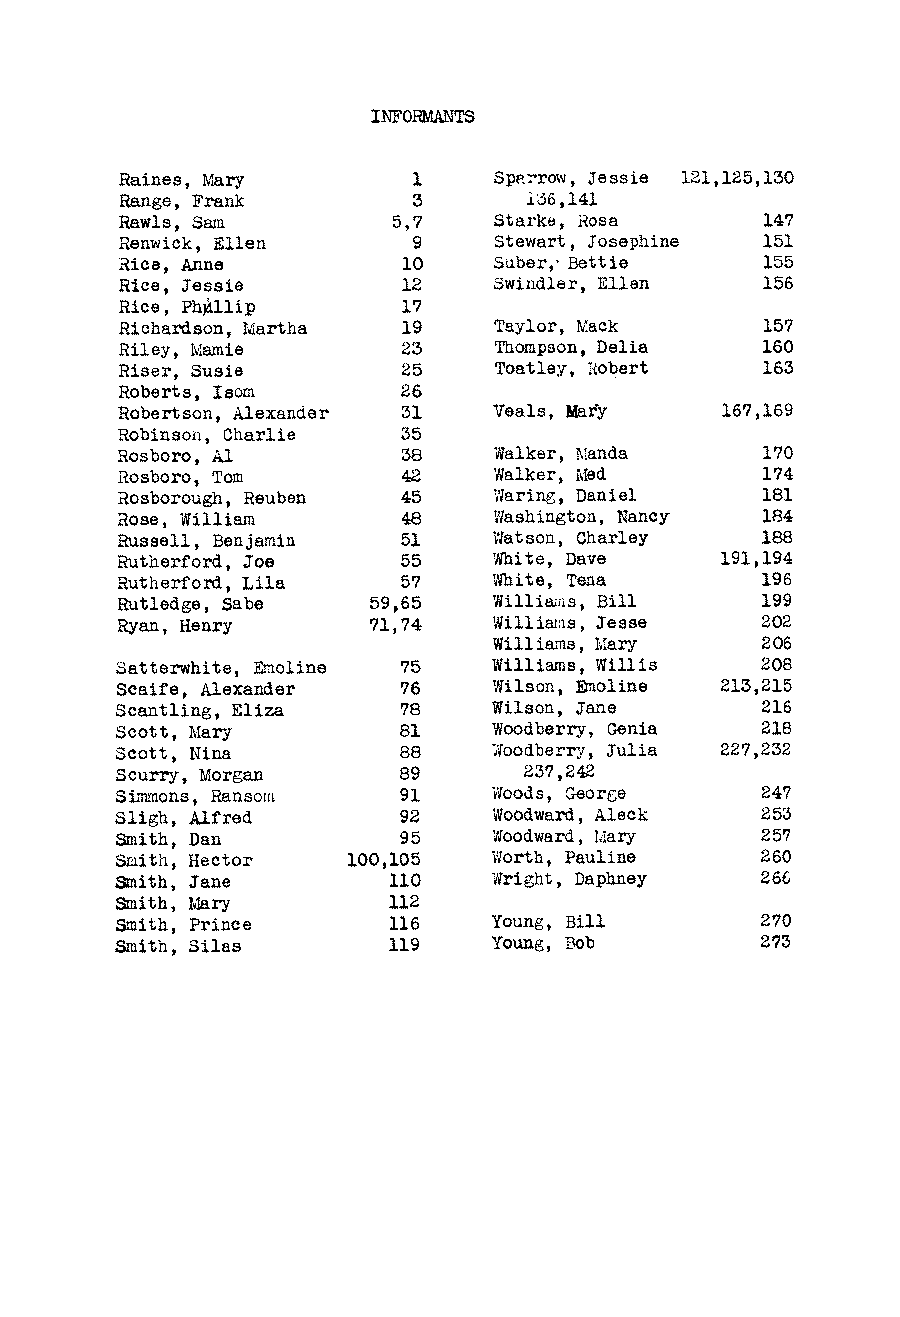 INFORMANTS
Raines, Mary 1
Range, Frank 3
Rawls, Sam 5,7
Renwick, Ellen 9
Rice, Anne 10
Rice, Jessie 12
Rice, Phillip 17
Richardson, Martha 19
Riley, Mamie 23
Riser, Susie 25
Roberts, Isom 26
Robertson, Alexander 31
Robinson, Charlie 35
Rosboro, Al 38
Rosboro, Tom 42
Rosborough, Reuben 45
Rose, William 48
Russell, Benjamin 51
Rutherford, Joe 55
Rutherford, Lila 57
Rutledge, Sabe 59,65
Ryan, Henry 71,74
Satterwhite, Emoline 75
Scaife, Alexander 76
Scantling, Eliza 78
Scott, Mary 81
Scott, Nina 88
Scurry, Morgan 89
Simmons, Ransom 91
Sligh, Alfred 92
Smith, Dan 95
Smith, Hector 100,105
Smith, Jane 110
Smith, Mary 112
Smith, Prince 116
Smith, Silas 119
Sparrow, Jessie 121,125,130
136,141
Starke, Rosa 147
Stewart, Josephine 151
Suber, Bettie 155
Swindler, Ellen 156
Taylor, Mack 157
Thompson, Delia 160
Toatley, Robert 163
Veals, Mary 167,169
Walker, Manda 170
Walker, Med 174
Waring, Daniel 181
Washington, Nancy 184
Watson, Charley 188
White, Dave 191,194
White, Tena 196
Williams, Bill 199
Williams, Jesse 202
Williams, Mary 206
Williams, Willis 208
Wilson, Emoline 213,215
Wilson, Jane 216
Woodberry, Genia 218
Woodberry, Julia 227,232
237,242
Woods, George 247
Woodward, Aleck 253
Woodward, Mary 257
Worth, Pauline 260
Wright, Daphney 266
Young, Bill 270
Young, Bob 273